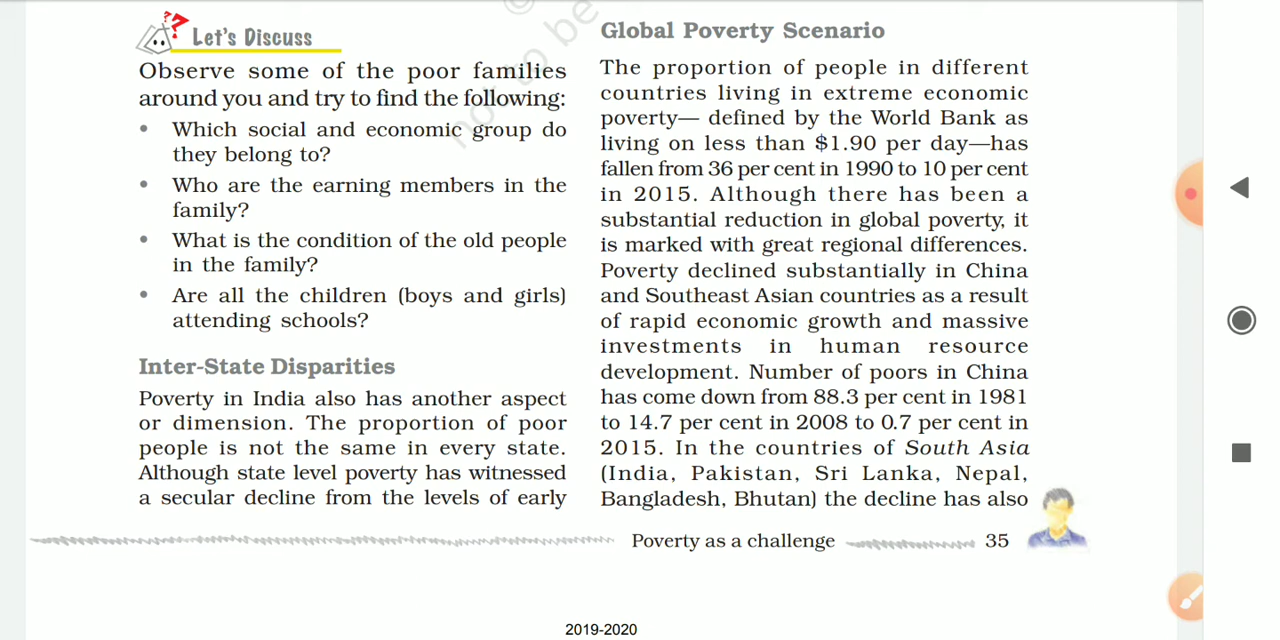 Let's Discuss
Observe some of the poor families
around you and try to find the following:
• Which social and economic group do
they belong to?
• Who are the earning members in the
family?
• What is the condition of the old people
in the family?
• Are all the children (boys and girls)
attending schools?
Inter-State Disparities
Poverty in India also has another aspect
or dimension. The proportion of poor
people is not the same in every state.
Although state level poverty has witnessed
a secular decline from the levels of early
Global Poverty Scenario
The proportion of people in different
countries living in extreme economic
poverty— defined by the World Bank as
living on less than $1.90 per day—has
fallen from 36 per cent in 1990 to 10 per cent
in 2015. Although there has been a
substantial reduction in global poverty, it
is marked with great regional differences.
Poverty declined substantially in China
and Southeast Asian countries as a result
of rapid economic growth and massive
investments in human resource
development. Number of poors in China
has come down from 88.3 per cent in 1981
to 14.7 per cent in 2008 to 0.7 per cent in
2015. In the countries of South Asia
(India, Pakistan, Sri Lanka, Nepal,
Bangladesh, Bhutan) the decline has also
Poverty as a challenge 35
2019-2020
not to be
©
??